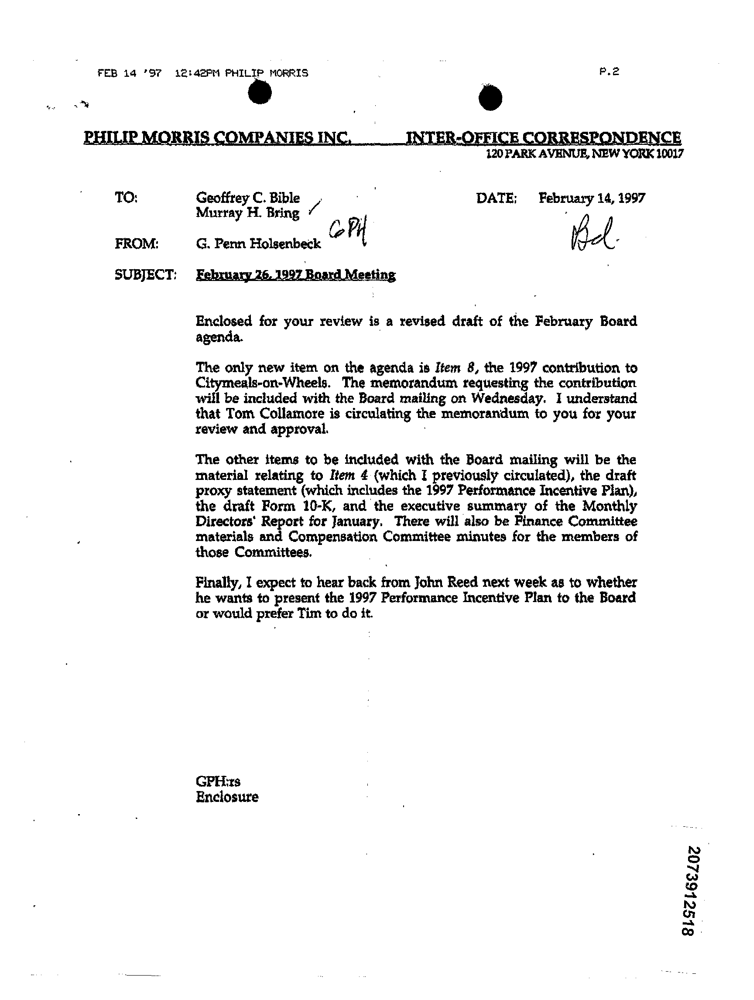 FEB 14 '97 12:42PM PHILIP MORRIS P.2
PHILIP MORRIS COMPANIES INC. INTER-OFFICE CORRESPONDENCE
120 PARK AVENUE, NEW YORK 10017
TO: Geoffrey C. Bible DATE: February 14, 1997
Murray H. Bring
GPH
FROM: G. Penn Holsenbeck
SUBJECT: February 26, 1997 Board Meeting
Enclosed for your review is a revised draft of the February Board
agenda.
The only new item on the agenda is Item 8, the 1997 contribution to
Citymeals-on-Wheels. The memorandum requesting the contribution
will be included with the Board mailing on Wednesday. I understand
that Tom Collamore is circulating the memorandum to you for your
review and approval.
The other items to be included with the Board mailing will be the
material relating to Item 4 (which I previously circulated), the draft
proxy statement (which includes the 1997 Performance Incentive Plan),
the draft Form 10-K, and the executive summary of the Monthly
Directors' Report for January. There will also be Finance Committee
materials and Compensation Committee minutes for the members of
those Committees.
Finally, I expect to hear back from John Reed next week as to whether
he wants to present the 1997 Performance Incentive Plan to the Board
or would prefer Tim to do it.
GPH:rs
Enclosure
2073912518